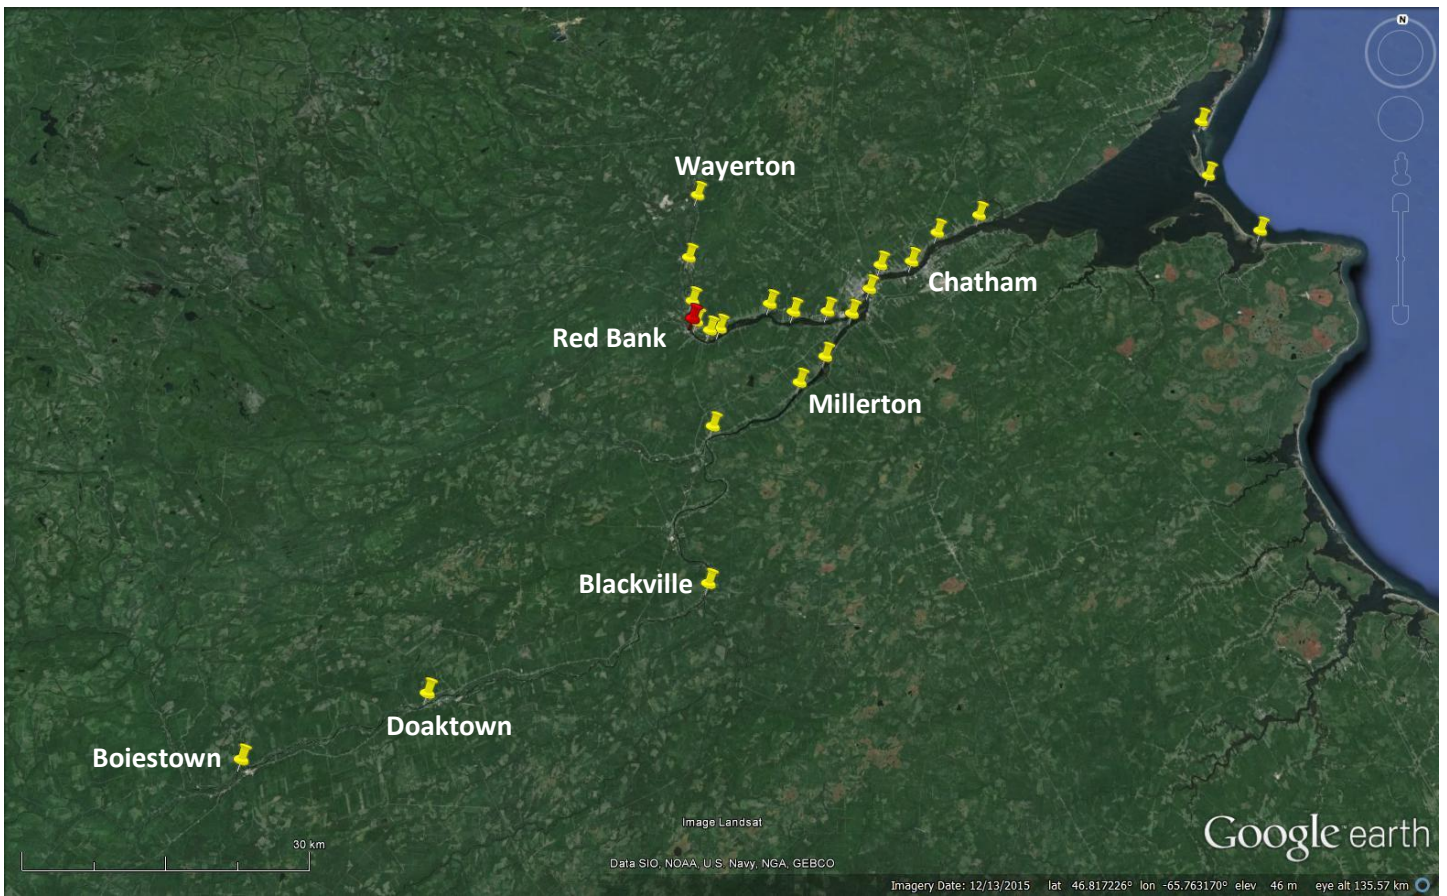 N
Wayerton
Chatham
Red Bank
Millerton
Blackville
Doaktown
Boiestown
Image Landsat
Google earth
30 km
Data SIO, NOAA, U.S. Navy, NGA, GEBCO
Imagery Date: 12/13/2015 lat 46.817226° lon -65.763170° elev 46 m eye alt 135.57 km